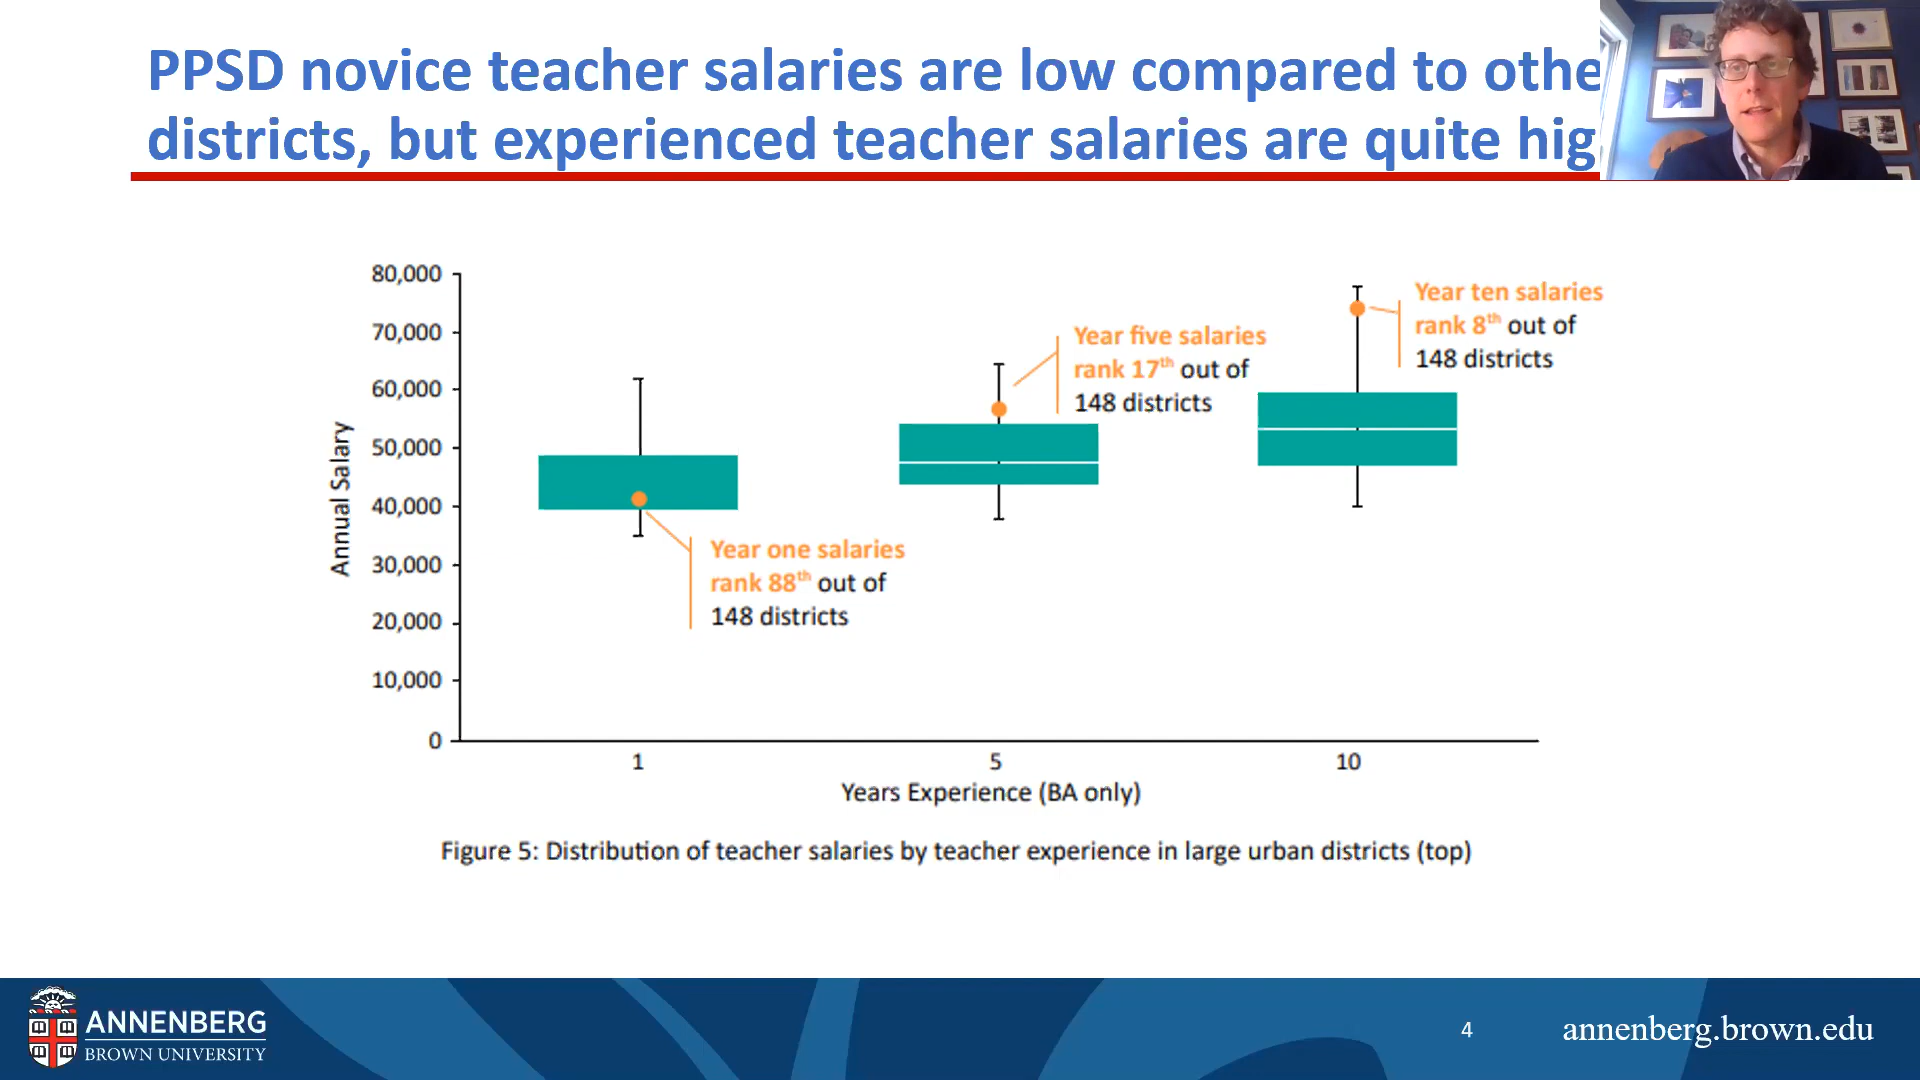 PPSD novice teacher salaries are low compared to othe
districts, but experienced teacher salaries are quite hig
80,000
70,000
60,000
50,000
40,000
30,000
20,000
10,000
0
Annual Salary
Year one salaries
rank 88th out of
148 districts
Year five salaries
rank 17th out of
148 districts
Year ten salaries
rank 8th out of
148 districts
1
5
10
Years Experience (BA only)
Figure 5: Distribution of teacher salaries by teacher experience in large urban districts (top)
ANNENBERG
BROWN UNIVERSITY
4
annenberg.brown.edu